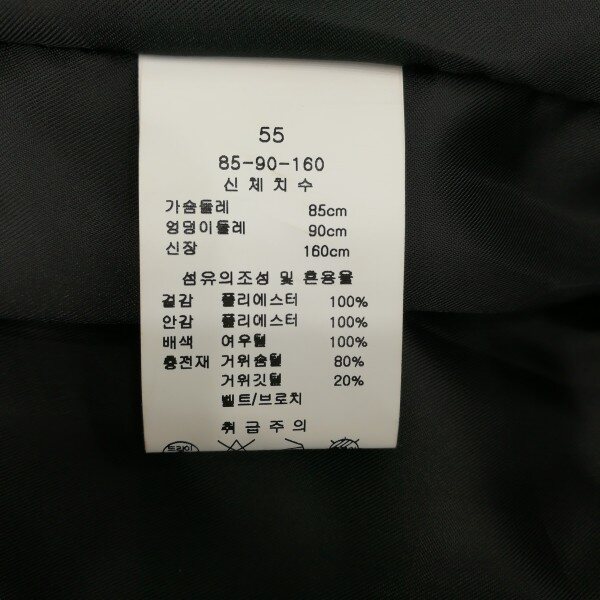 55
85-90-160
신체치수
가슴둘레 85cm
엉덩이둘레 90cm
신장 160cm
섬유의조성 및 혼용율
겉감 폴리에스터 100%
안감 폴리에스터 100%
배색 여우털 100%
충전재 거위솜털 80%
거위깃털 20%
벨트/브로치
취급주의
드라이